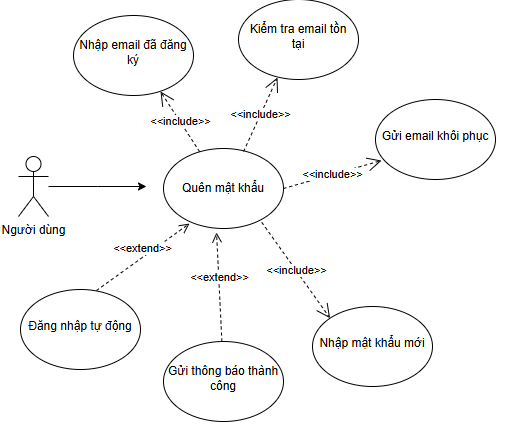 Nhập email đã đăng
ký
Kiểm tra email tồn
tại
<<include>>
<<include>>
Gửi email khôi phục
<<include>>
Quên mật khẩu
Người dùng
<<extend>>
<<extend>>
<<include>>
Đăng nhập tự động
Gửi thông báo thành
công
Nhập mật khẩu mới